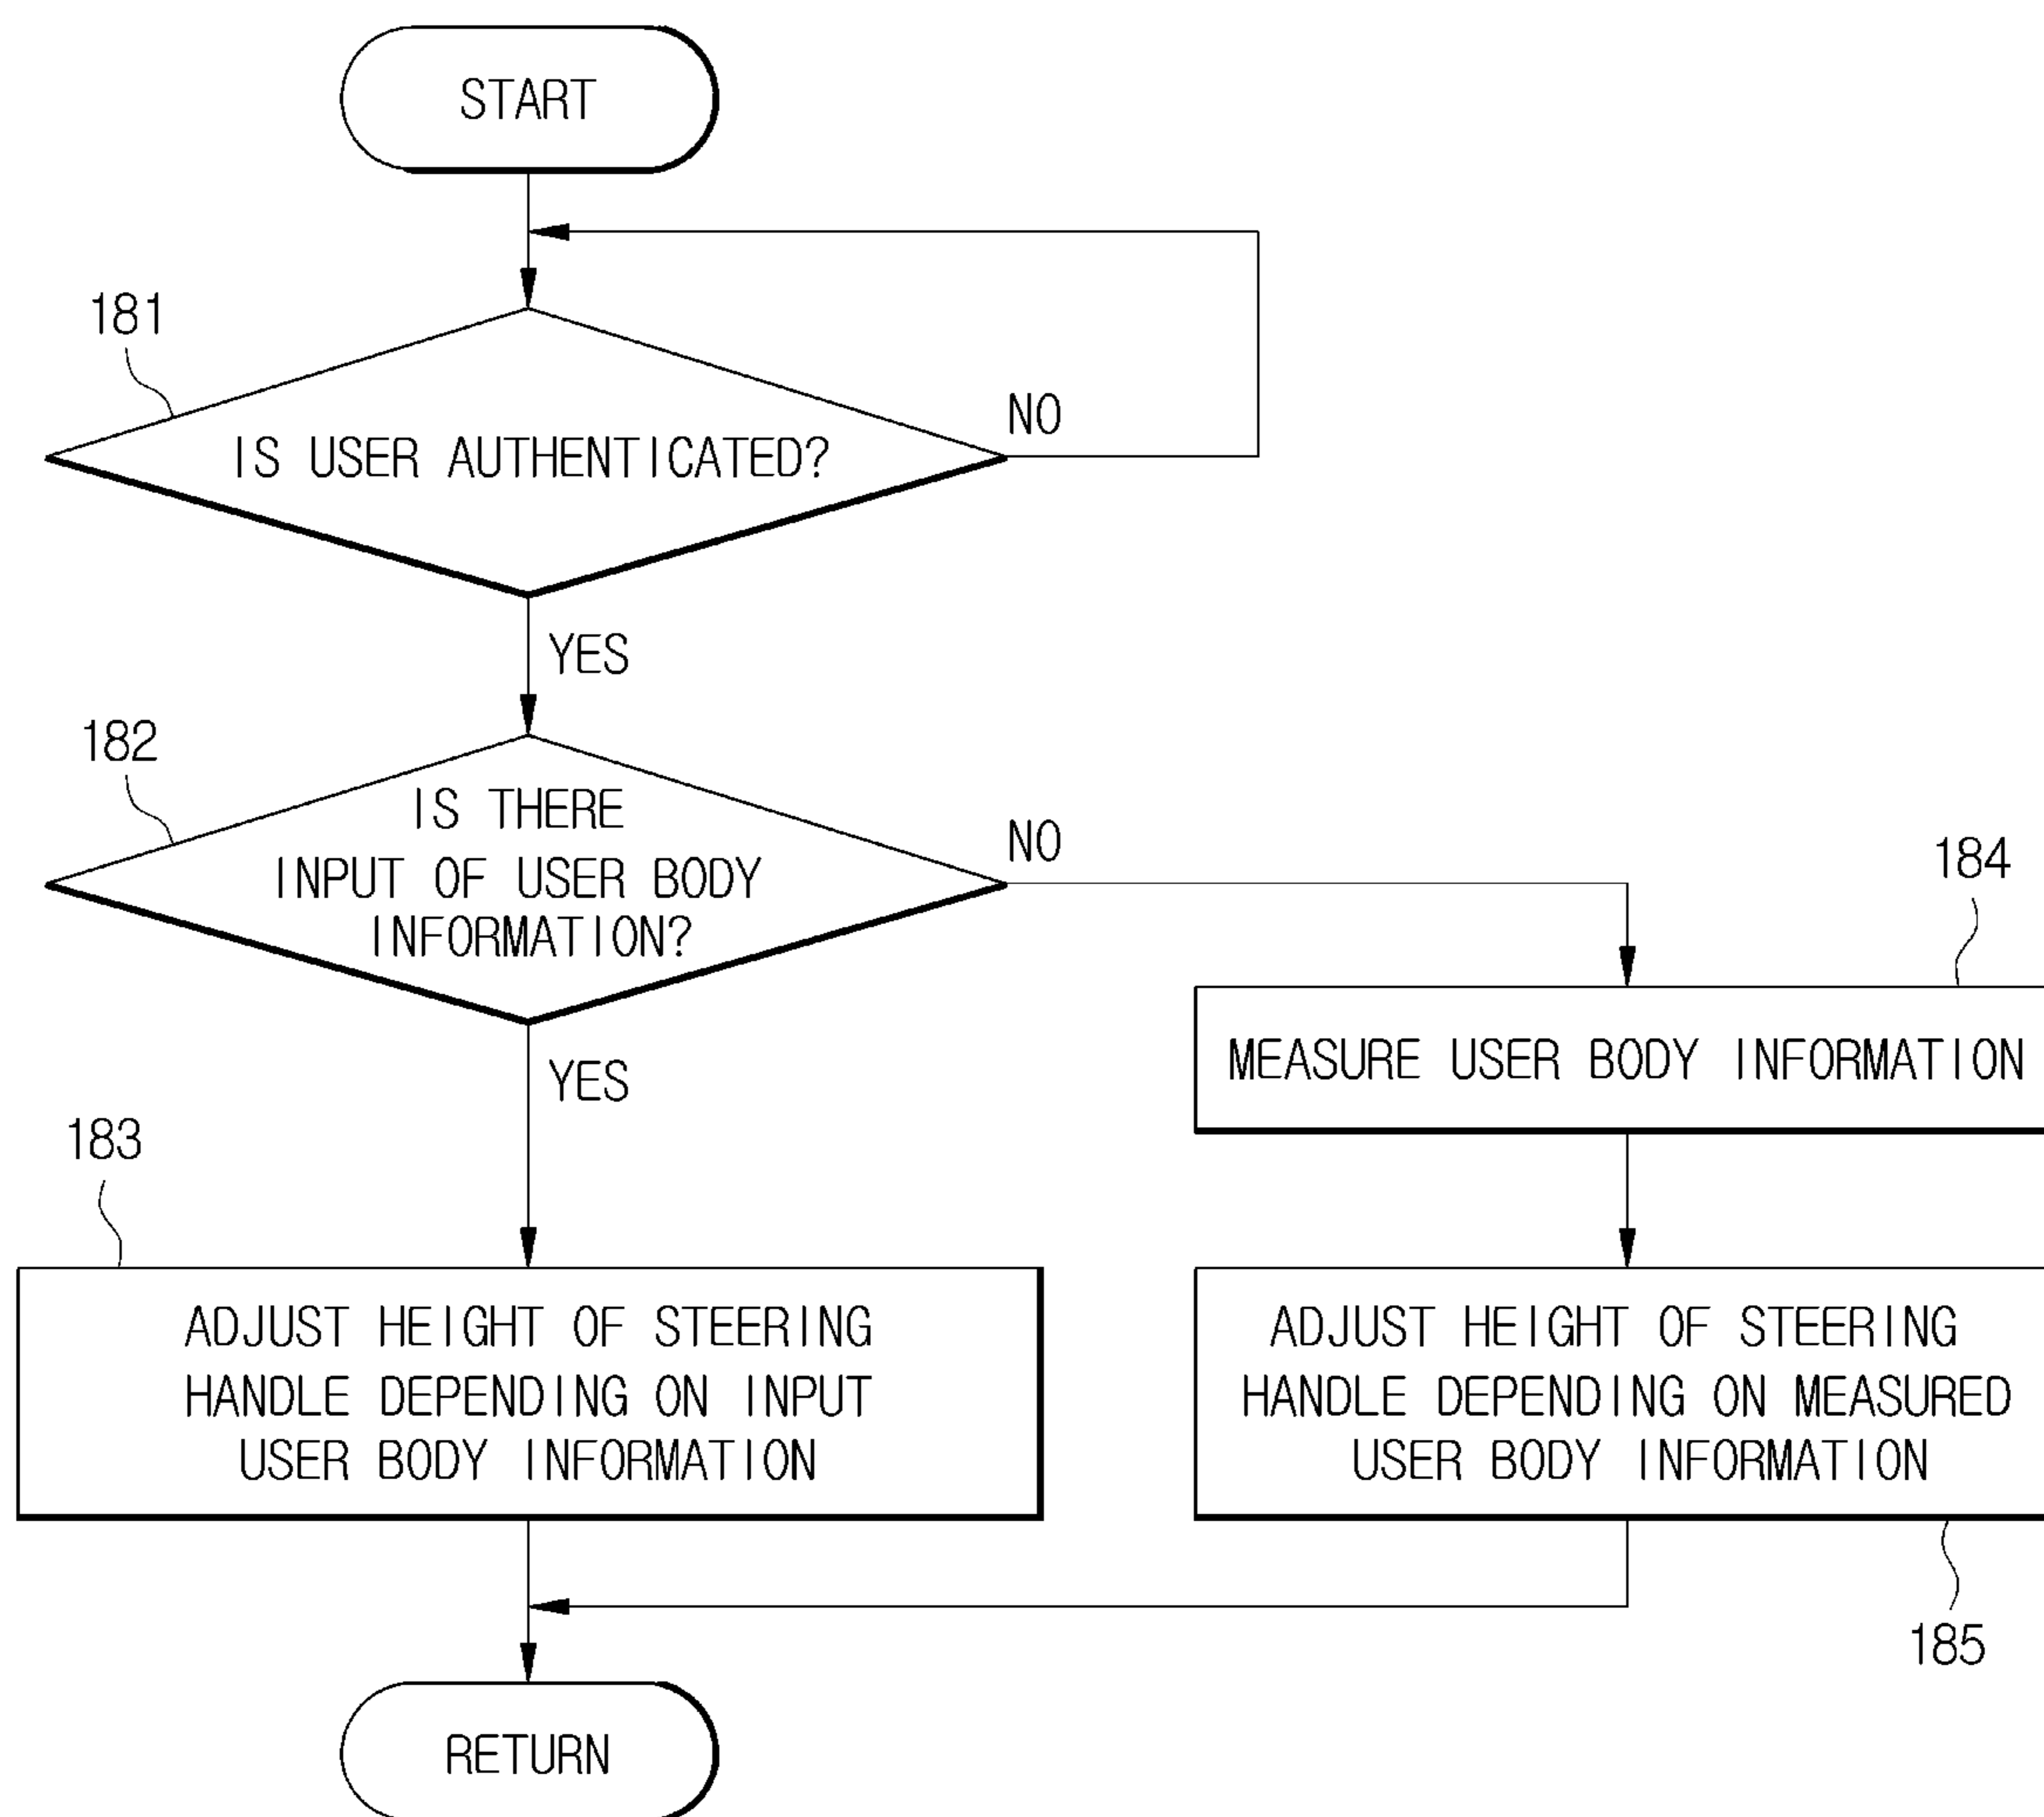 START
181
NO
IS USER AUTHENTICATED?
YES
182
IS THERE
INPUT OF USER BODY
INFORMATION?
NO
184
MEASURE USER BODY INFORMATION
YES
183
ADJUST HEIGHT OF STEERING
HANDLE DEPENDING ON INPUT
USER BODY INFORMATION
ADJUST HEIGHT OF STEERING
HANDLE DEPENDING ON MEASURED
USER BODY INFORMATION
185
RETURN